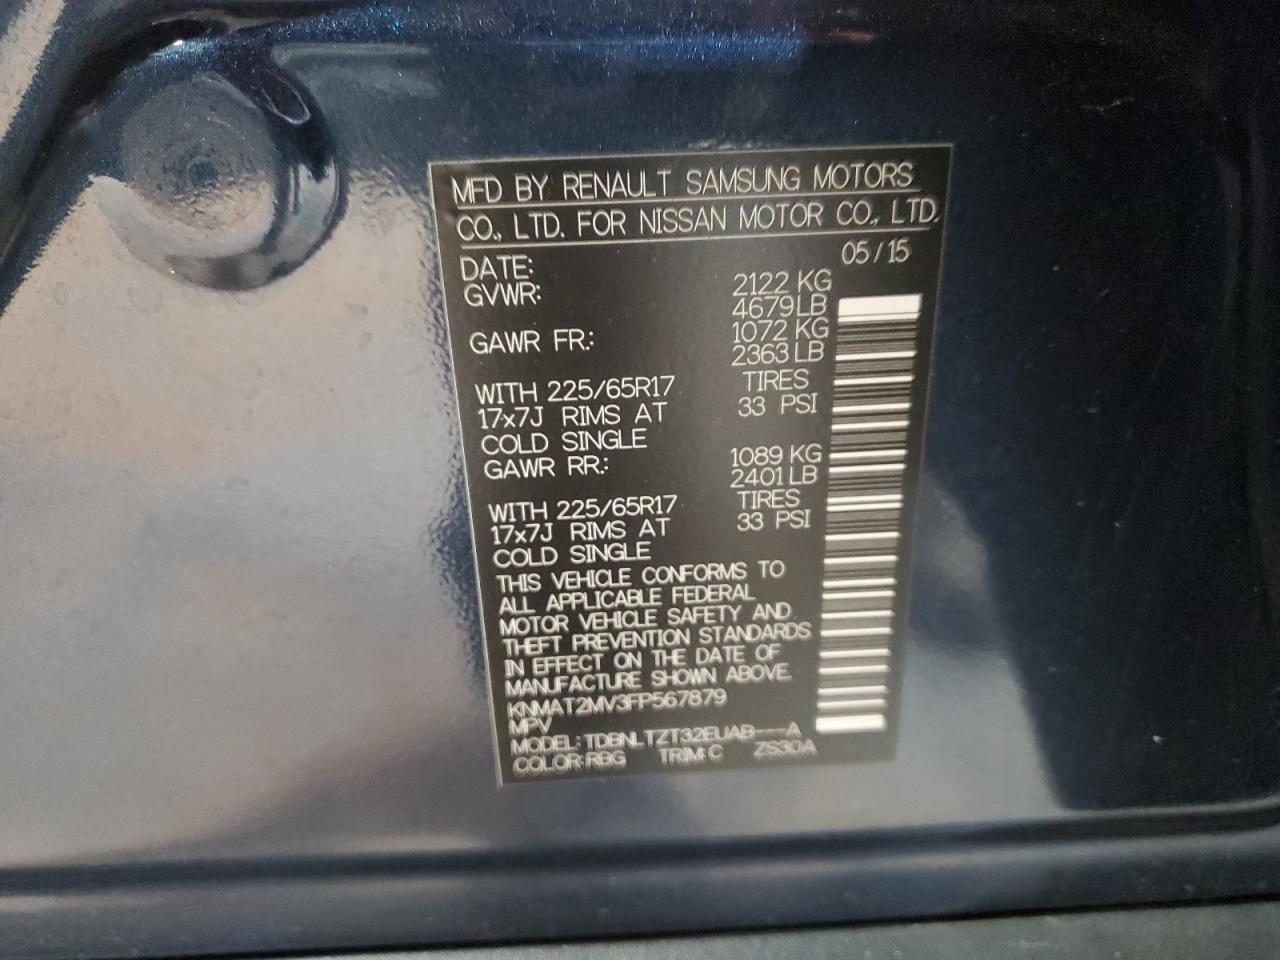 MFD BY RENAULT SAMSUNG MOTORS
CO., LTD. FOR NISSAN MOTOR CO., LTD.
DATE: 05/15
GVWR: 2122 KG
4679 LB
GAWR FR.: 1072 KG
2363 LB
WITH 225/65R17 TIRES
17x7J RIMS AT 33 PSI
COLD SINGLE
GAWR RR.: 1089 KG
2401 LB
WITH 225/65R17 TIRES
17x7J RIMS AT 33 PSI
COLD SINGLE
THIS VEHICLE CONFORMS TO
ALL APPLICABLE FEDERAL
MOTOR VEHICLE SAFETY AND
THEFT PREVENTION STANDARDS
IN EFFECT ON THE DATE OF
MANUFACTURE SHOWN ABOVE.
KNMAT2MV3FP567879
MPV
MODEL: TDBNLTZT32EUAB---A
COLOR: RBG TRIM: C ZS30A